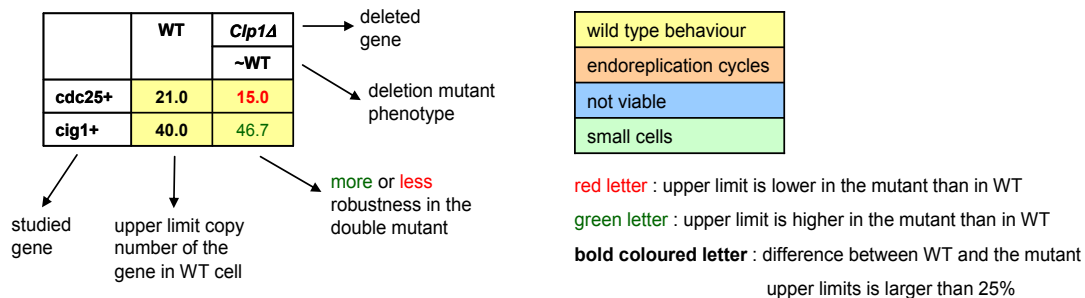 WT Clp1Δ
~WT
cdc25+ 21.0 15.0
cig1+ 40.0 46.7
deleted
gene
deletion mutant
phenotype
more or less
robustness in the
double mutant
studied
gene
upper limit copy
number of the
gene in WT cell
wild type behaviour
endoreplication cycles
not viable
small cells
red letter : upper limit is lower in the mutant than in WT
green letter : upper limit is higher in the mutant than in WT
bold coloured letter : difference between WT and the mutant
upper limits is larger than 25%